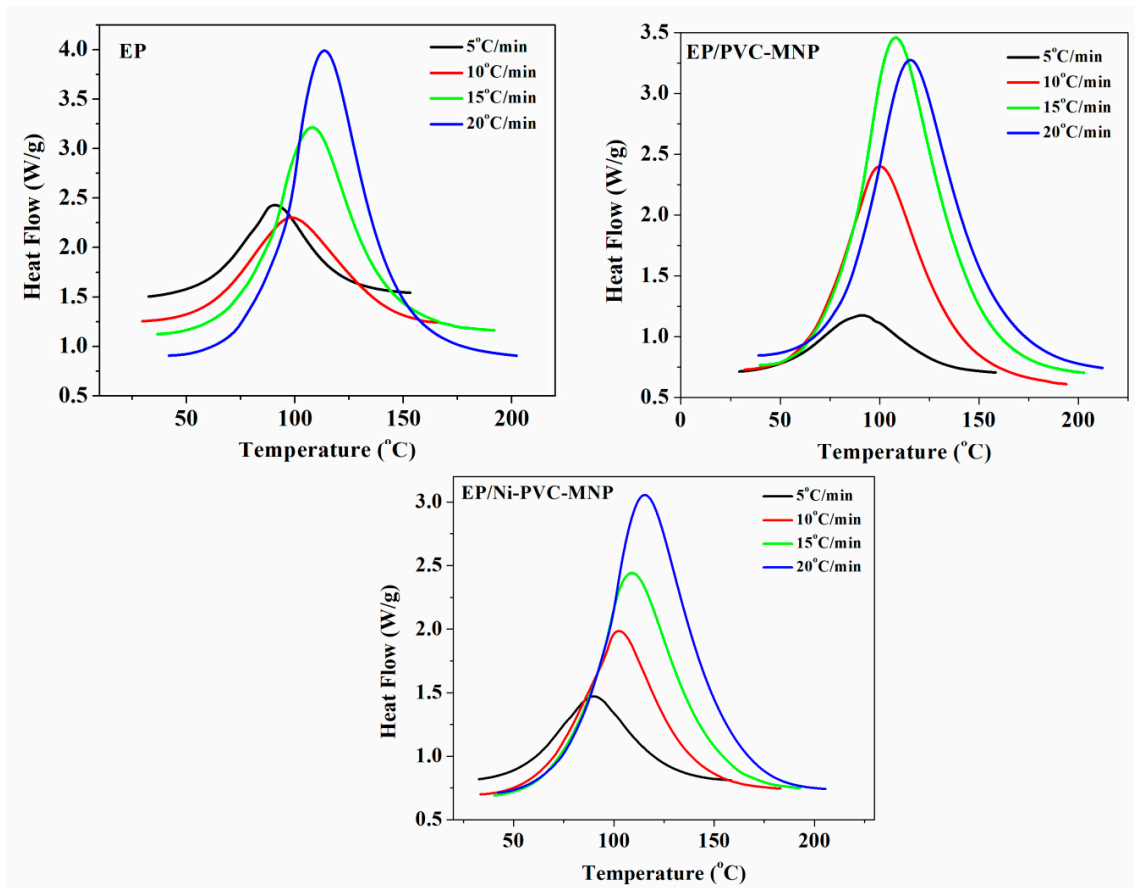 EP
5°C/min
10°C/min
15°C/min
20°C/min
4.0
3.5
3.0
2.5
2.0
1.5
1.0
0.5
Heat Flow (W/g)
50
100
150
200
Temperature (°C)
EP/PVC-MNP
5°C/min
10°C/min
15°C/min
20°C/min
3.5
3.0
2.5
2.0
1.5
1.0
0.5
Heat Flow (W/g)
0
50
100
150
200
Temperature (°C)
EP/Ni-PVC-MNP
5°C/min
10°C/min
15°C/min
20°C/min
3.0
2.5
2.0
1.5
1.0
0.5
Heat Flow (W/g)
50
100
150
200
Temperature (°C)